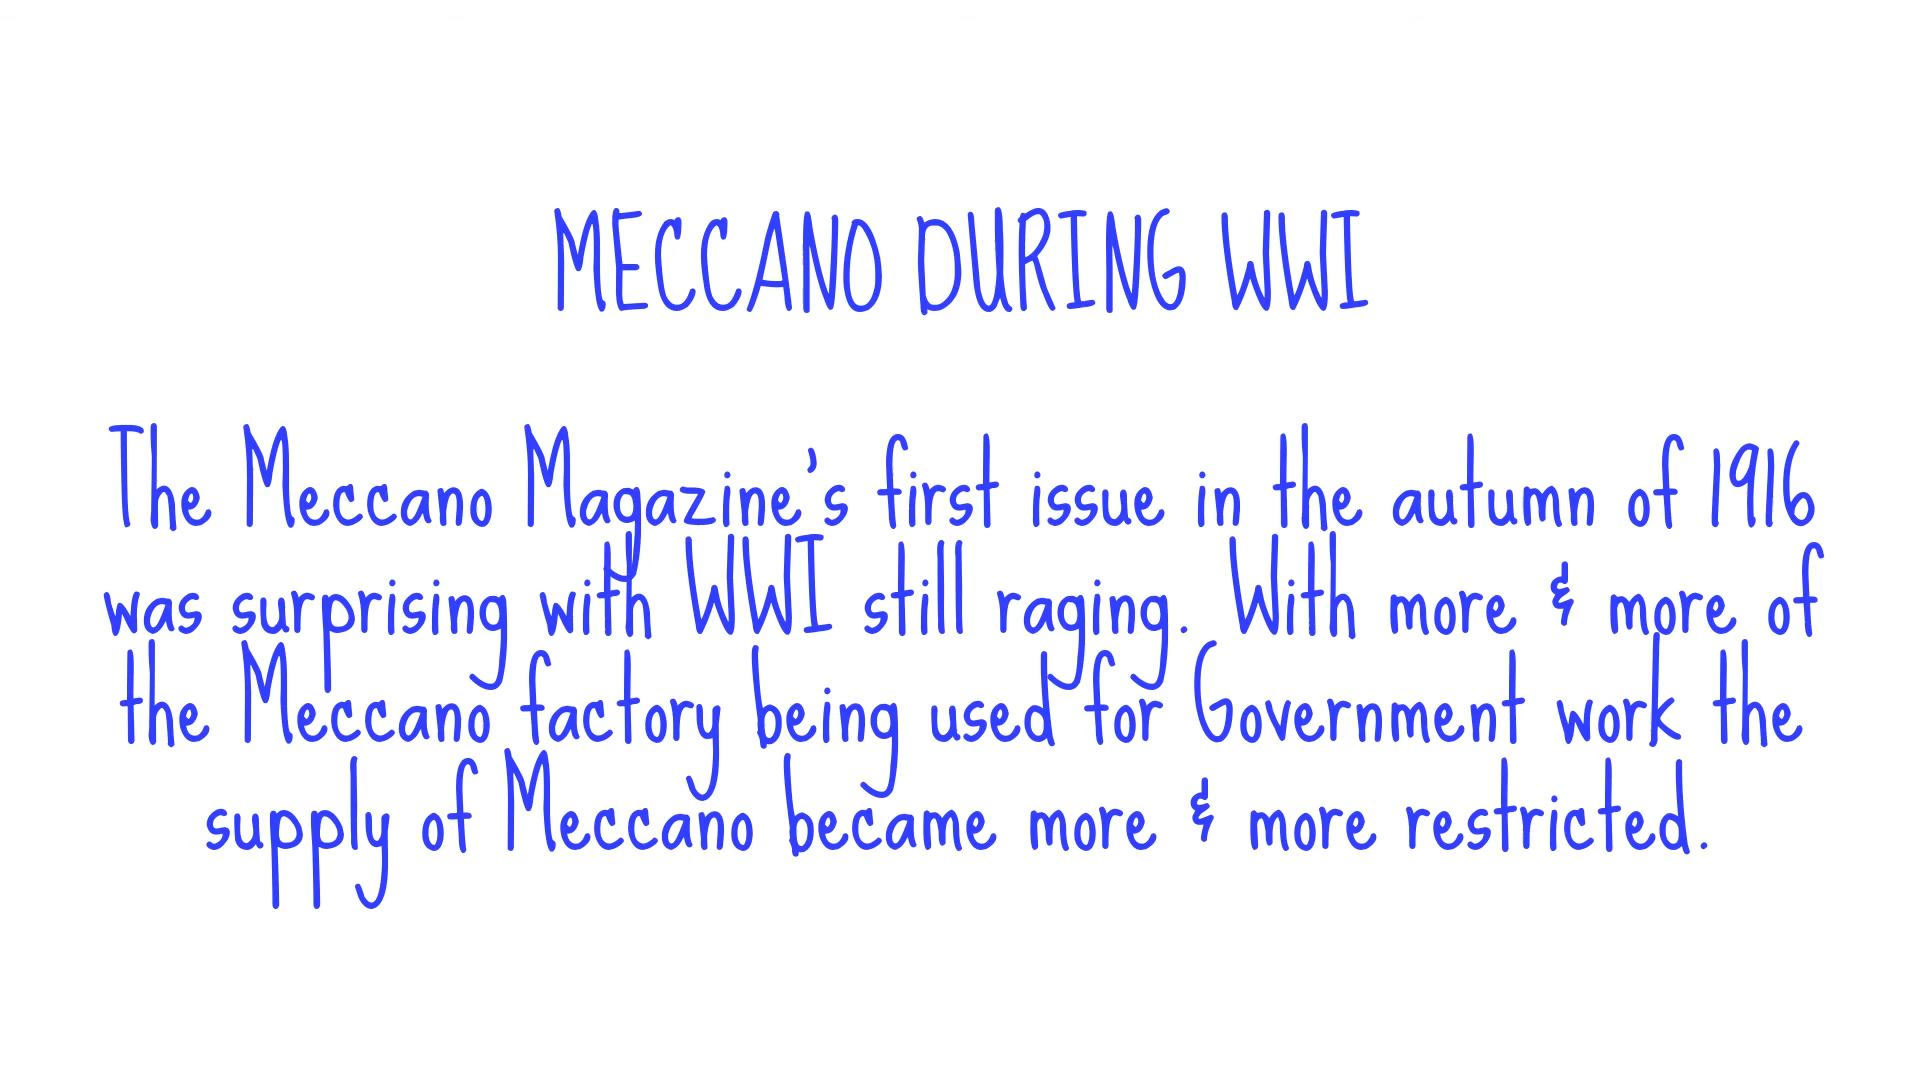 MECCANO DURING WWI
The Meccano Magazine's first issue in the autumn of 1916
was surprising with WWI still raging. With more & more of
the Meccano factory being used for Government work the
supply of Meccano became more & more restricted.